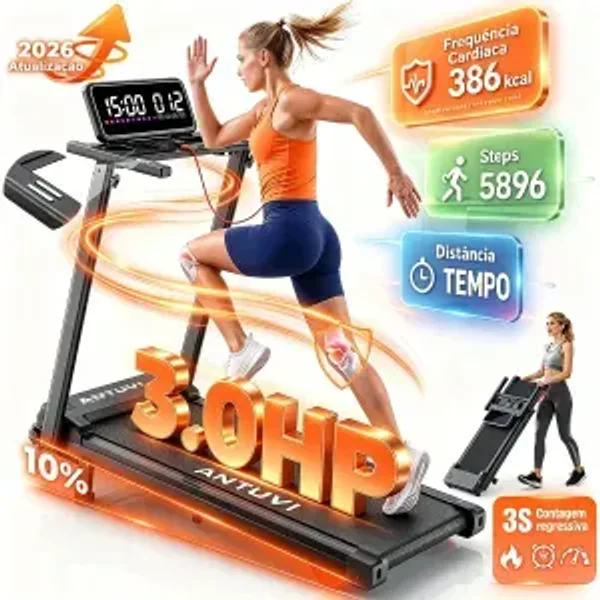 2026
Atualização
15:00 012
Frequência
Cardíaca
386 kcal
Steps
5896
Distância
TEMPO
ANTUVI
3.0HP
10%
ANTUVI
3S Contagem
regressiva